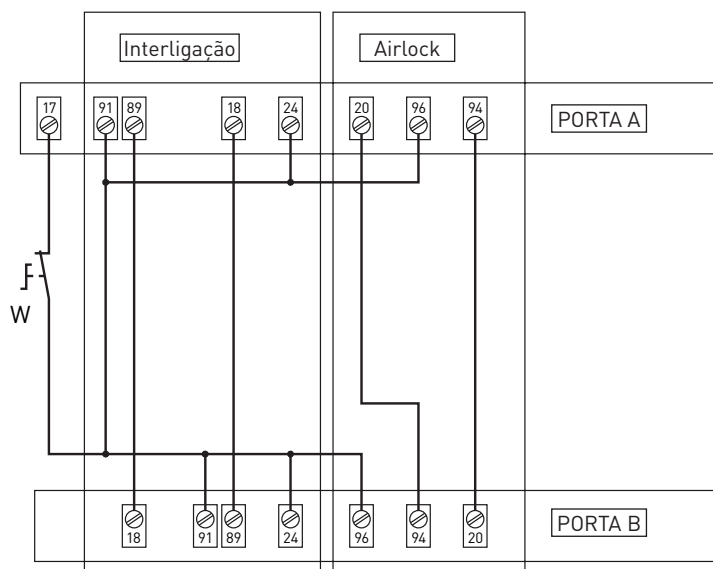 Interligação Airlock
17 91 89 18 24 20 96 94
PORTA A
W
PORTA B
18 91 89 24 96 94 20